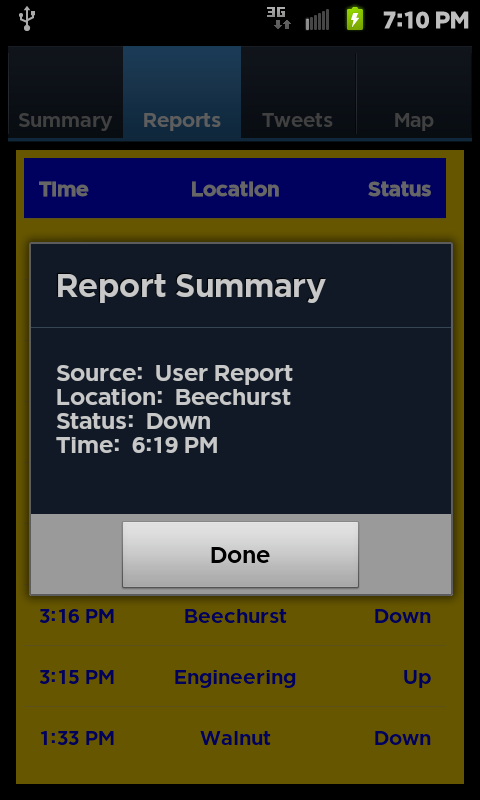 3G 7:10 PM
Summary Reports Tweets Map
Time Location Status
Report Summary
Source: User Report
Location: Beechurst
Status: Down
Time: 6:19 PM
Done
3:16 PM Beechurst Down
3:15 PM Engineering Up
1:33 PM Walnut Down